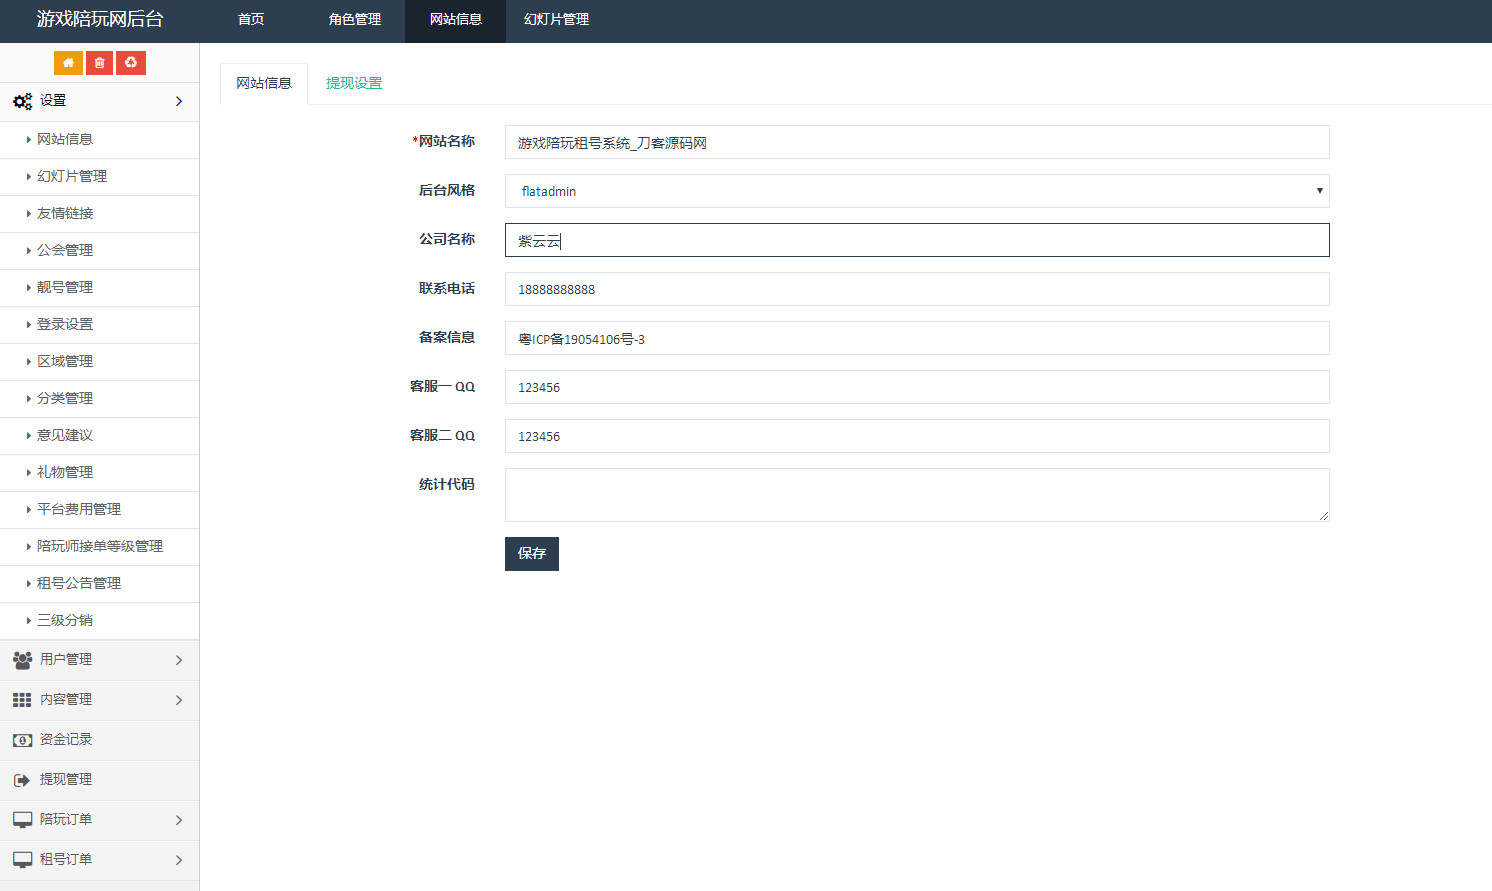 游戏陪玩网后台
首页
角色管理
网站信息
幻灯片管理
设置
网站信息
幻灯片管理
友情链接
公会管理
靓号管理
登录设置
区域管理
分类管理
意见建议
礼物管理
平台费用管理
陪玩师接单等级管理
租号公告管理
三级分销
用户管理
内容管理
资金记录
提现管理
陪玩订单
租号订单
网站信息
提现设置
*网站名称
游戏陪玩租号系统_刀客源码网
后台风格
flatadmin
公司名称
紫云云
联系电话
18888888888
备案信息
粤ICP备19054106号-3
客服一 QQ
123456
客服二 QQ
123456
统计代码
保存